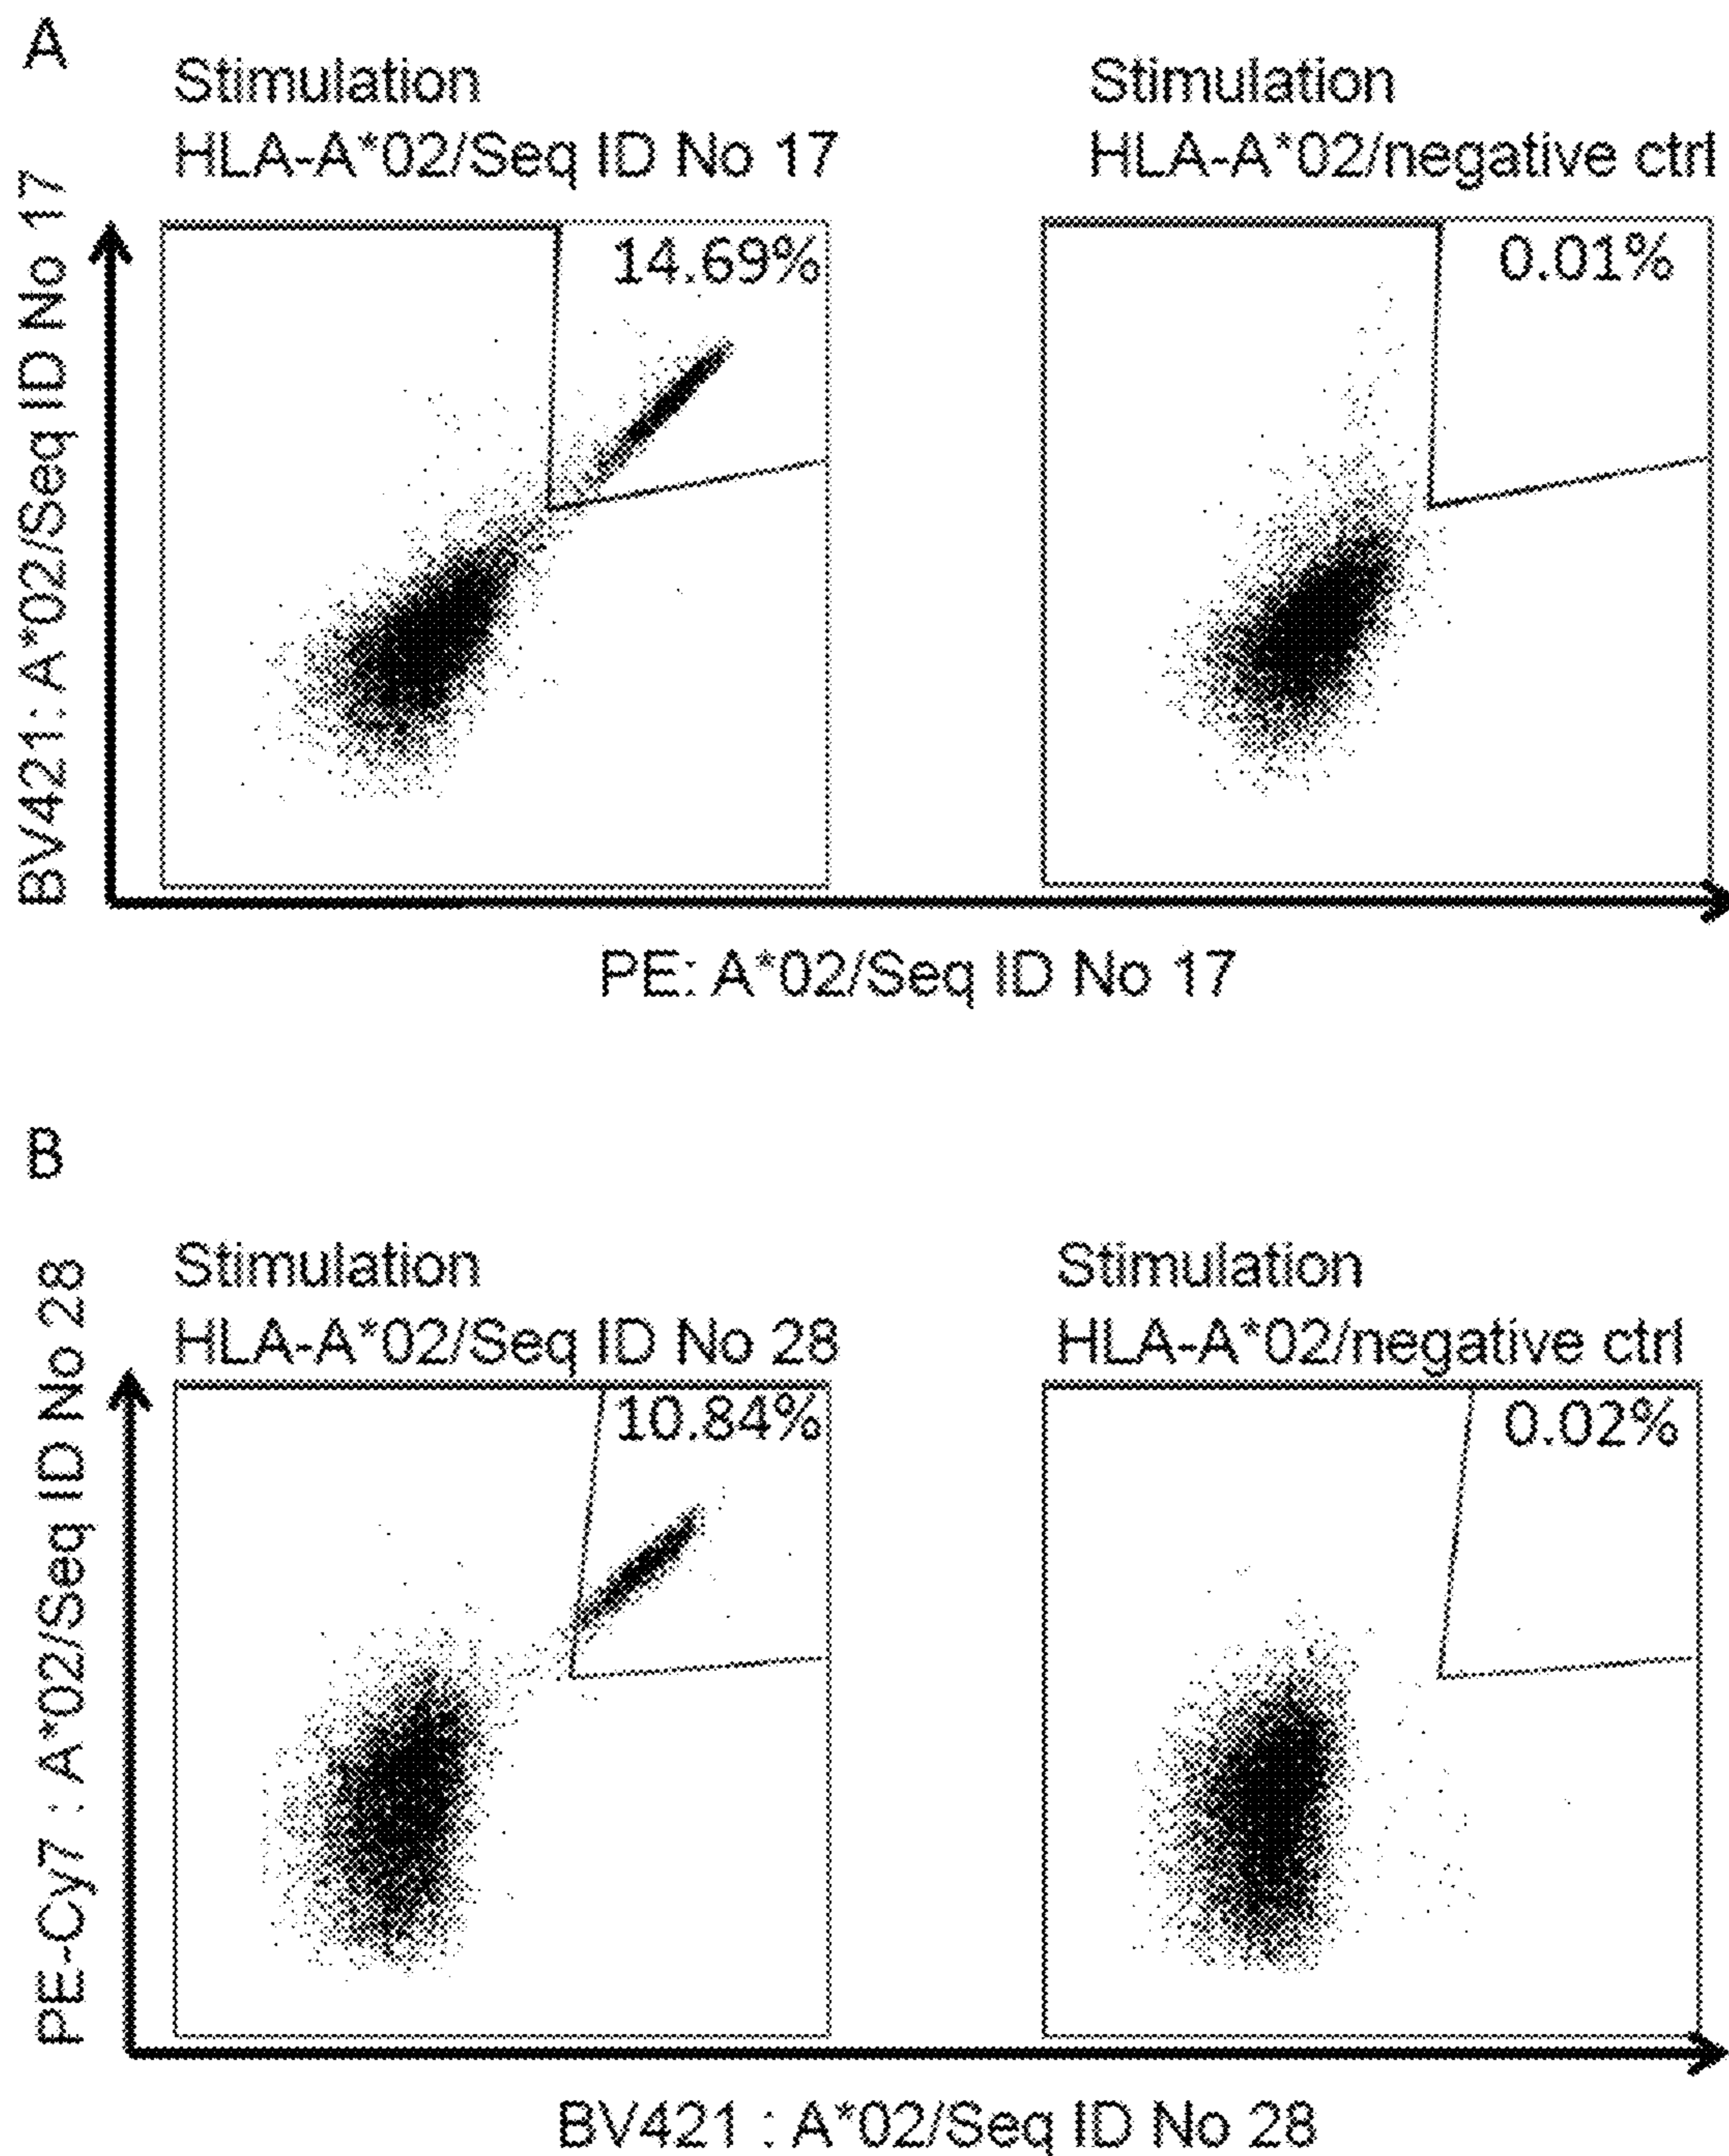 A
Stimulation
HLA-A*02/Seq ID No 17
Stimulation
HLA-A*02/negative ctrl
BV421: A*02/Seq ID No 17
14.69%
0.01%
PE: A*02/Seq ID No 17
B
Stimulation
HLA-A*02/Seq ID No 28
Stimulation
HLA-A*02/negative ctrl
PE-Cy7 : A*02/Seq ID No 28
10.84%
0.02%
BV421 : A*02/Seq ID No 28